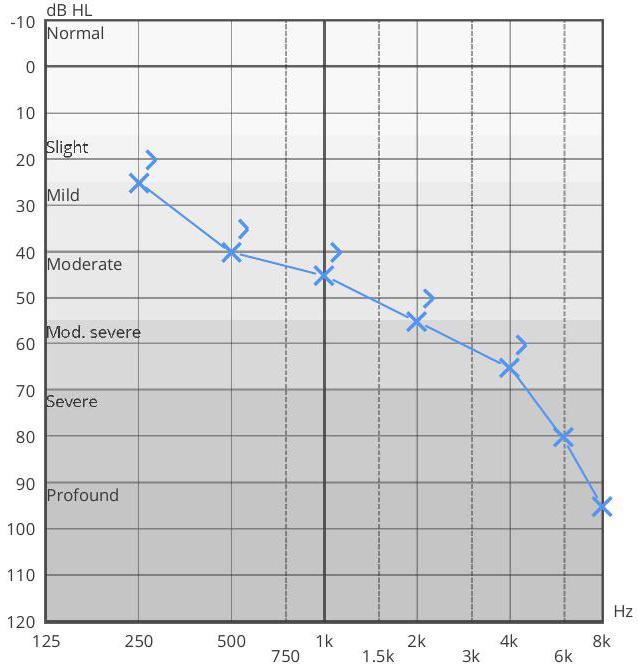 dB HL
-10
Normal
0
10
Slight
20
Mild
30
40
Moderate
50
Mod. severe
60
70
Severe
80
90
Profound
100
110
120
Hz
125 250 500 1k 2k 4k 8k
750 1.5k 3k 6k